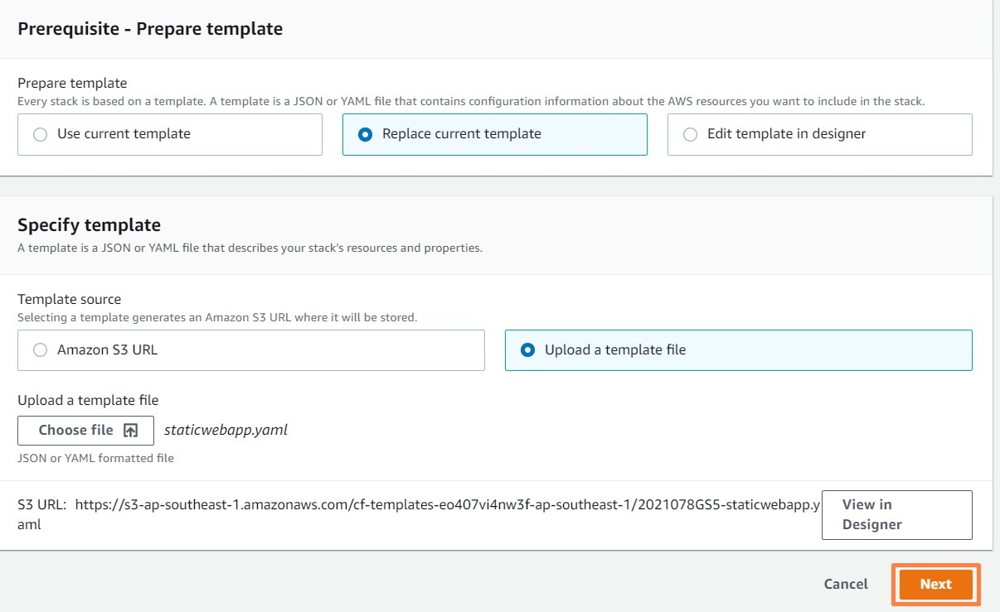 Prerequisite - Prepare template
Prepare template
Every stack is based on a template. A template is a JSON or YAML file that contains configuration information about the AWS resources you want to include in the stack.
Use current template
Replace current template
Edit template in designer
Specify template
A template is a JSON or YAML file that describes your stack's resources and properties.
Template source
Selecting a template generates an Amazon S3 URL where it will be stored.
Amazon S3 URL
Upload a template file
Upload a template file
Choose file
staticwebapp.yaml
JSON or YAML formatted file
S3 URL: https://s3-ap-southeast-1.amazonaws.com/cf-templates-eo407vi4nw3f-ap-southeast-1/2021078GS5-staticwebapp.y
aml
View in
Designer
Cancel
Next